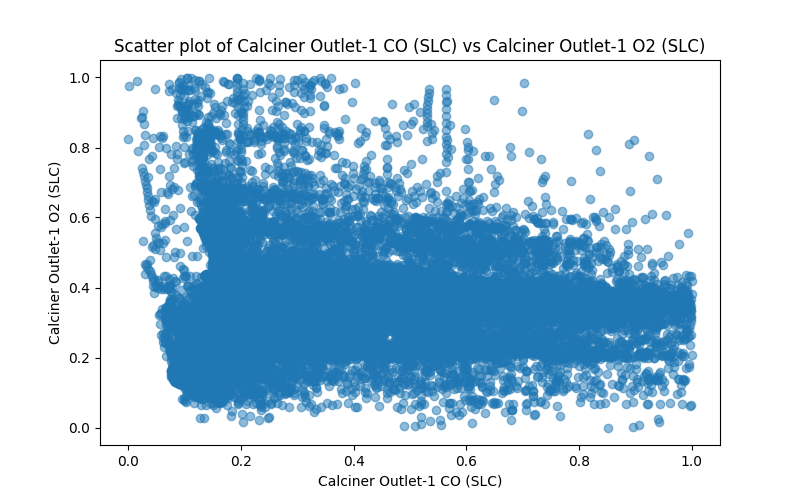 Scatter plot of Calciner Outlet-1 CO (SLC) vs Calciner Outlet-1 O2 (SLC)
1.0
0.8
0.6
0.4
0.2
0.0
Calciner Outlet-1 O2 (SLC)
0.0 0.2 0.4 0.6 0.8 1.0
Calciner Outlet-1 CO (SLC)